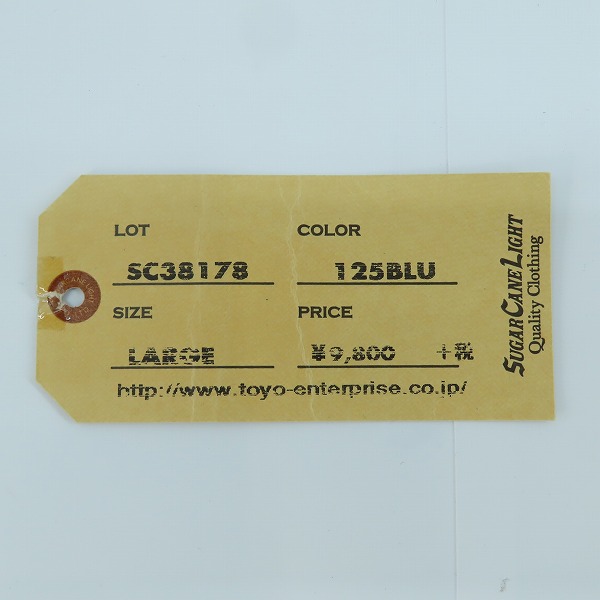 LOT
COLOR
SC38178
125BLU
SIZE
PRICE
LARGE
¥9,800 +税
http://www.toyo-enterprise.co.jp/
SUGAR CANE LIGHT
Quality Clothing